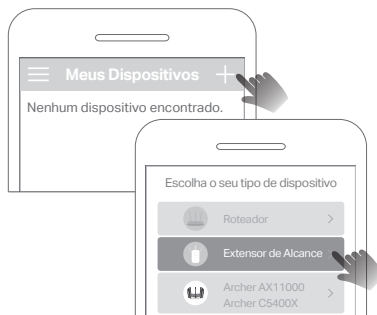 Meus Dispositivos
Nenhum dispositivo encontrado.
Escolha o seu tipo de dispositivo
Roteador
Extensor de Alcance
Archer AX11000
Archer C5400X